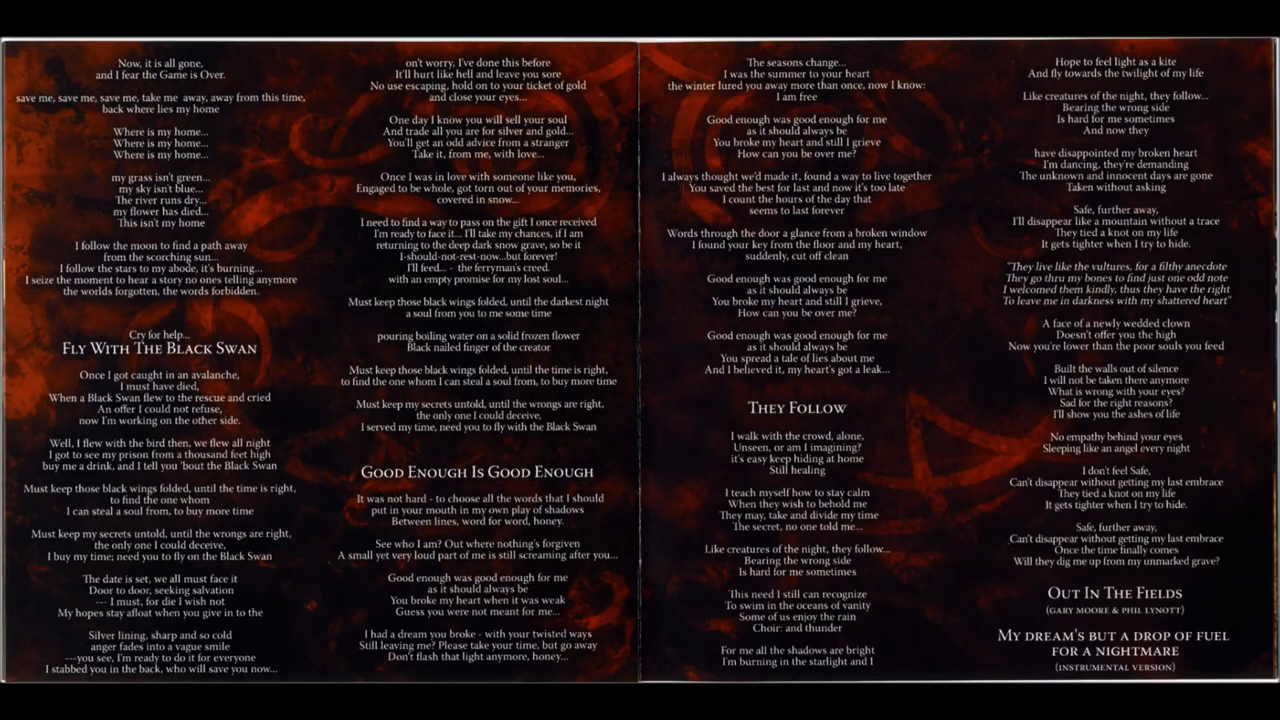 Now, it is all gone,
and I fear the Game is Over.
save me, save me, save me, take me away, away from this time,
back where lies my home
Where is my home...
Where is my home...
Where is my home...
my grass isn't green...
my sky isn't blue...
The river runs dry...
my flower has died...
This isn't my home
I follow the moon to find a path away
from the scorching sun...
I follow the stars to my abode, it's burning...
I seize the moment to hear a story no ones telling anymore
the worlds forgotten, the words forbidden.
Cry for help...
FLY WITH THE BLACK SWAN
Once I got caught in an avalanche,
I must have died,
When a Black Swan flew to the rescue and cried
An offer I could not refuse,
now I'm working on the other side.
Well, I flew with the bird then, we flew all night
I got to see my prison from a thousand feet high
buy me a drink, and I tell you 'bout the Black Swan
Must keep those black wings folded, until the time is right,
to find the one whom
I can steal a soul from, to buy more time
Must keep my secrets untold, until the wrongs are right,
the only one I could deceive,
I buy my time; need you to fly on the Black Swan
The date is set, we all must face it
Door to door, seeking salvation
--- I must, for die I wish not
My hopes stay afloat when you give in to the
Silver lining, sharp and so cold
anger fades into a vague smile
---you see, I'm ready to do it for everyone
I stabbed you in the back, who will save you now...
on't worry, I've done this before
It'll hurt like hell and leave you sore
No use escaping, hold on to your ticket of gold
and close your eyes...
One day I know you will sell your soul
And trade all you are for silver and gold...
You'll get an odd advice from a stranger
Take it, from me, with love...
Once I was in love with someone like you,
Engaged to be whole, got torn out of your memories,
covered in snow...
I need to find a way to pass on the gift I once received
I'm ready to face it... I'll take my chances, if I am
returning to the deep dark snow grave, so be it
I-should-not-rest-now...but forever!
I'll feed... - the ferryman's creed.
with an empty promise for my lost soul...
Must keep those black wings folded, until the darkest night
a soul from you to me some time
pouring boiling water on a solid frozen flower
Black nailed finger of the creator
Must keep those black wings folded, until the time is right,
to find the one whom I can steal a soul from, to buy more time
Must keep my secrets untold, until the wrongs are right,
the only one I could deceive,
I served my time, need you to fly with the Black Swan
GOOD ENOUGH IS GOOD ENOUGH
It was not hard - to choose all the words that I should
put in your mouth in my own play of shadows
Between lines, word for word, honey.
See who I am? Out where nothing's forgiven
A small yet very loud part of me is still screaming after you...
Good enough was good enough for me
as it should always be
You broke my heart when it was weak
Guess you were not meant for me...
I had a dream you broke - with your twisted ways
Still leaving me? Please take your time, but go away
Don't flash that light anymore, honey...
The seasons change...
I was the summer to your heart
the winter lured you away more than once, now I know:
I am free
Good enough was good enough for me
as it should always be
You broke my heart and still I grieve
How can you be over me?
I always thought we'd made it, found a way to live together
You saved the best for last and now it's too late
I count the hours of the day that
seems to last forever
Words through the door a glance from a broken window
I found your key from the floor and my heart,
suddenly, cut off clean
Good enough was good enough for me
as it should always be
You broke my heart and still I grieve,
How can you be over me?
Good enough was good enough for me
as it should always be
You spread a tale of lies about me
And I believed it, my heart's got a leak...
THEY FOLLOW
I walk with the crowd, alone,
Unseen, or am I imagining?
it's easy keep hiding at home
Still healing
I teach myself how to stay calm
When they wish to behold me
They may, take and divide my time
The secret, no one told me...
Like creatures of the night, they follow...
Bearing the wrong side
Is hard for me sometimes
This need I still can recognize
To swim in the oceans of vanity
Some of us enjoy the rain
Choir: and thunder
For me all the shadows are bright
I'm burning in the starlight and I
Hope to feel light as a kite
And fly towards the twilight of my life
Like creatures of the night, they follow...
Bearing the wrong side
Is hard for me sometimes
And now they
have disappointed my broken heart
I'm dancing, they're demanding
The unknown and innocent days are gone
Taken without asking
Safe, further away,
I'll disappear like a mountain without a trace
They tied a knot on my life
It gets tighter when I try to hide.
"They live like the vultures, for a filthy anecdote
They go thru my bones to find just one odd note
I welcomed them kindly, thus they have the right
To leave me in darkness with my shattered heart"
A face of a newly wedded clown
Doesn't offer you the high
Now you're lower than the poor souls you feed
Built the walls out of silence
I will not be taken there anymore
What is wrong with your eyes?
Sad for the right reasons?
I'll show you the ashes of life
No empathy behind your eyes
Sleeping like an angel every night
I don't feel Safe,
Can't disappear without getting my last embrace
They tied a knot on my life
It gets tighter when I try to hide.
Safe, further away,
Can't disappear without getting my last embrace
Once the time finally comes
Will they dig me up from my unmarked grave?
OUT IN THE FIELDS
(GARY MOORE & PHIL LYNOTT)
MY DREAM'S BUT A DROP OF FUEL
FOR A NIGHTMARE
(INSTRUMENTAL VERSION)